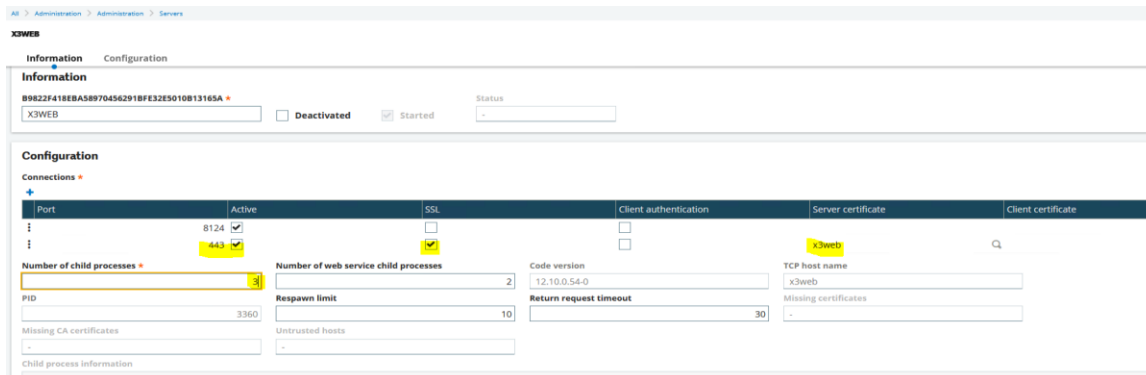 All > Administration > Administration > Servers
X3WEB
Information Configuration
Information
B9822F418EBA58970456291BFE32E5010B13165A * Status
X3WEB Deactivated Started -
Configuration
Connections *
+
Port Active SSL Client authentication Server certificate Client certificate
8124
443 x3web
Number of child processes * Number of web service child processes Code version TCP host name
3 2 12.10.0.54-0 x3web
PID Respawn limit Return request timeout Missing certificates
3360 10 30 -
Missing CA certificates Untrusted hosts
- -
Child process information